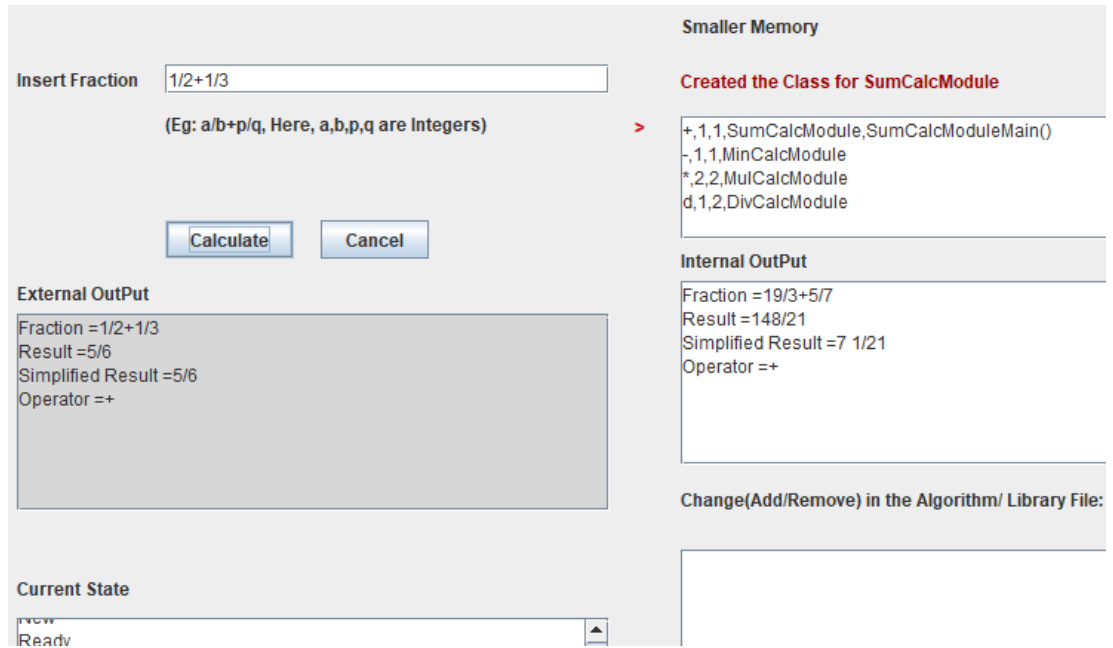 Insert Fraction
1/2+1/3
(Eg: a/b+p/q, Here, a,b,p,q are Integers)
Calculate
Cancel
External OutPut
Fraction =1/2+1/3
Result =5/6
Simplified Result =5/6
Operator =+
Current State
New
Ready
Smaller Memory
Created the Class for SumCalcModule
>
+,1,1,SumCalcModule,SumCalcModuleMain()
-,1,1,MinCalcModule
*,2,2,MulCalcModule
d,1,2,DivCalcModule
Internal OutPut
Fraction =19/3+5/7
Result =148/21
Simplified Result =7 1/21
Operator =+
Change(Add/Remove) in the Algorithm/ Library File: